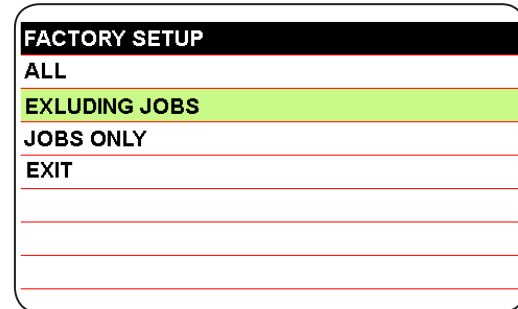 FACTORY SETUP
ALL
EXLUDING JOBS
JOBS ONLY
EXIT